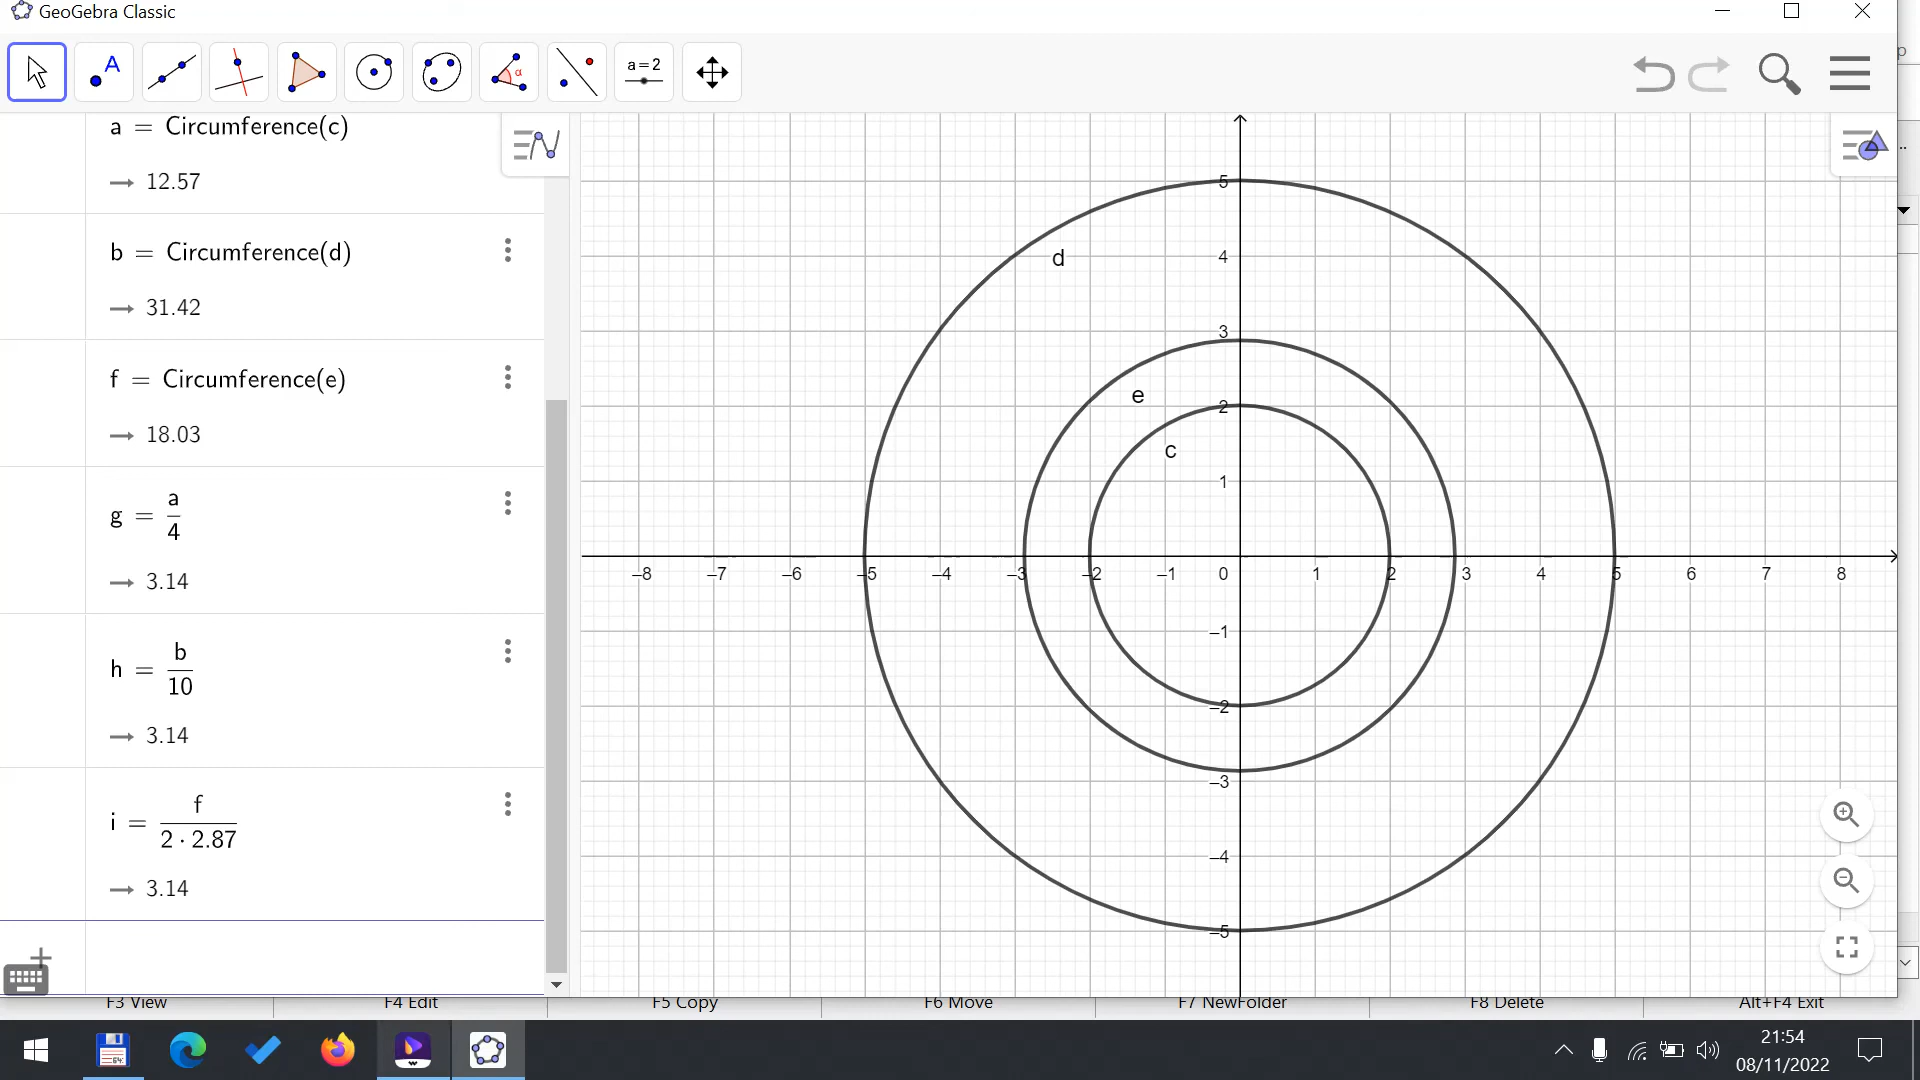 GeoGebra Classic
A
α
a = 2
a = Circumference(c)
→ 12.57
b = Circumference(d)
→ 31.42
f = Circumference(e)
→ 18.03
g = a/4
→ 3.14
h = b/10
→ 3.14
i = f/(2 · 2.87)
→ 3.14
5
d
4
3
e
2
c
1
–8 –7 –6 –5 –4 –3 –2 –1 0 1 2 3 4 5 6 7 8
–1
–2
–3
–4
–5
F3 View F4 Edit F5 Copy F6 Move F7 NewFolder F8 Delete Alt+F4 Exit
64
21:54
08/11/2022